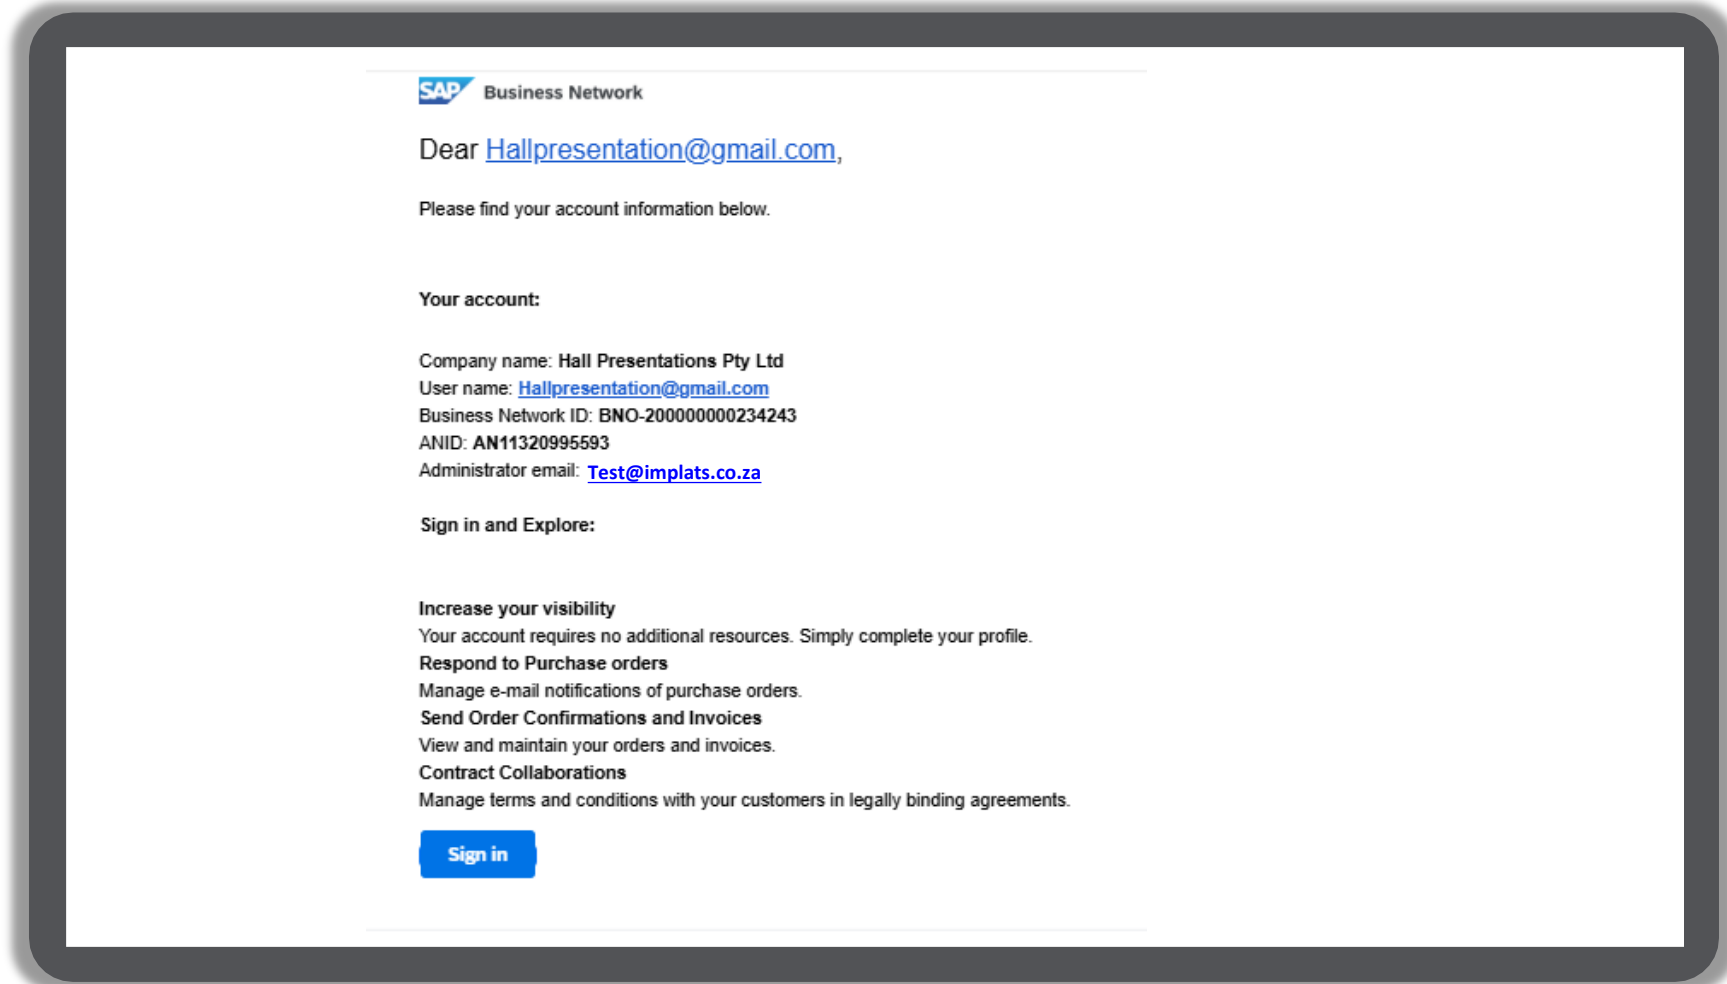 SAP Business Network
Dear Hallpresentation@gmail.com,
Please find your account information below.
Your account:
Company name: Hall Presentations Pty Ltd
User name: Hallpresentation@gmail.com
Business Network ID: BNO-200000000234243
ANID: AN11320995593
Administrator email: Test@implats.co.za
Sign in and Explore:
Increase your visibility
Your account requires no additional resources. Simply complete your profile.
Respond to Purchase orders
Manage e-mail notifications of purchase orders.
Send Order Confirmations and Invoices
View and maintain your orders and invoices.
Contract Collaborations
Manage terms and conditions with your customers in legally binding agreements.
Sign in